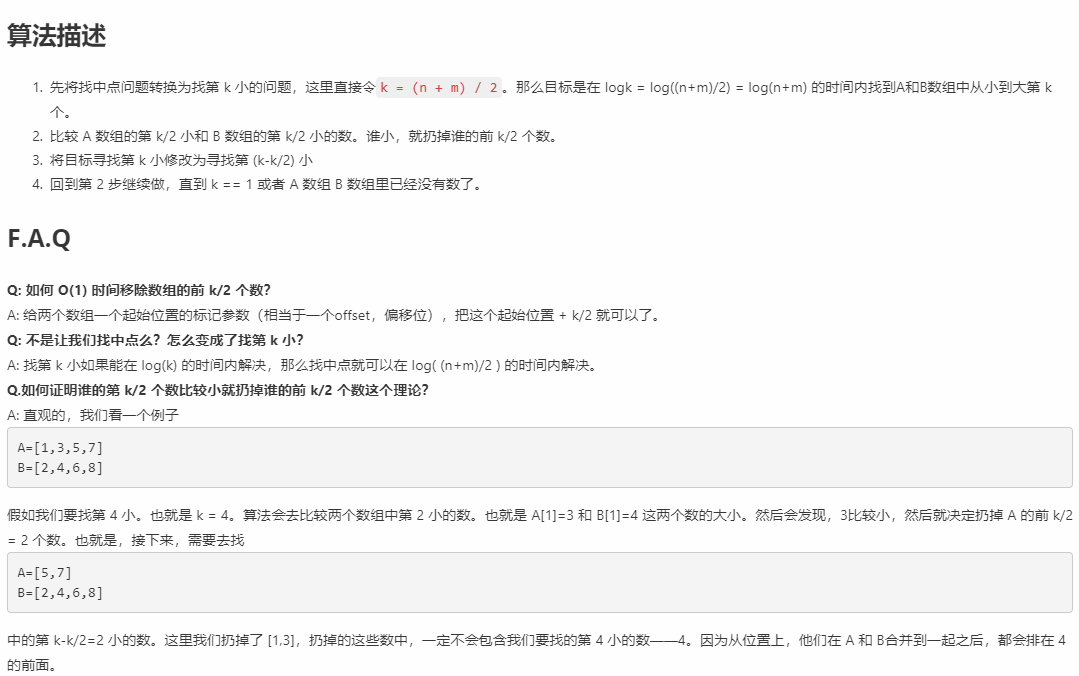 算法描述
1. 先将找中点问题转换为找第 k 小的问题，这里直接令 k = (n + m) / 2 。那么目标是在 logk = log((n+m)/2) = log(n+m) 的时间内找到A和B数组中从小到大第 k
个。
2. 比较 A 数组的第 k/2 小和 B 数组的第 k/2 小的数。谁小，就扔掉谁的前 k/2 个数。
3. 将目标寻找第 k 小修改为寻找第 (k-k/2) 小
4. 回到第 2 步继续做，直到 k == 1 或者 A 数组 B 数组里已经没有数了。
F.A.Q
Q: 如何 O(1) 时间移除数组的前 k/2 个数?
A: 给两个数组一个起始位置的标记参数（相当于一个offset，偏移位），把这个起始位置 + k/2 就可以了。
Q: 不是让我们找中点么？怎么变成了找第 k 小?
A: 找第 k 小如果能在 log(k) 的时间内解决，那么找中点就可以在 log( (n+m)/2 ) 的时间内解决。
Q.如何证明谁的第 k/2 个数比较小就扔掉谁的前 k/2 个数这个理论?
A: 直观的，我们看一个例子
A=[1,3,5,7]
B=[2,4,6,8]
假如我们要找第 4 小。也就是 k = 4。算法会去比较两个数组中第 2 小的数。也就是 A[1]=3 和 B[1]=4 这两个数的大小。然后会发现，3比较小，然后就决定扔掉 A 的前 k/2
= 2 个数。也就是，接下来，需要去找
A=[5,7]
B=[2,4,6,8]
中的第 k-k/2=2 小的数。这里我们扔掉了 [1,3]，扔掉的这些数中，一定不会包含我们要找的第 4 小的数——4。因为从位置上，他们在 A 和 B合并到一起之后，都会排在 4
的前面。